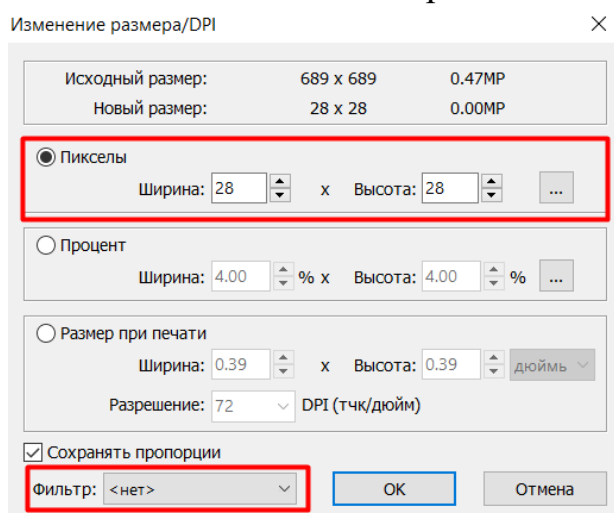 Изменение размера/DPI
Исходный размер: 689 x 689 0.47MP
Новый размер: 28 x 28 0.00MP
Пикселы
Ширина: 28 x Высота: 28 ...
Процент
Ширина: 4.00 % x Высота: 4.00 % ...
Размер при печати
Ширина: 0.39 x Высота: 0.39 дюймь
Разрешение: 72 DPI (тчк/дюйм)
Сохранять пропорции
Фильтр: <нет> OK Отмена